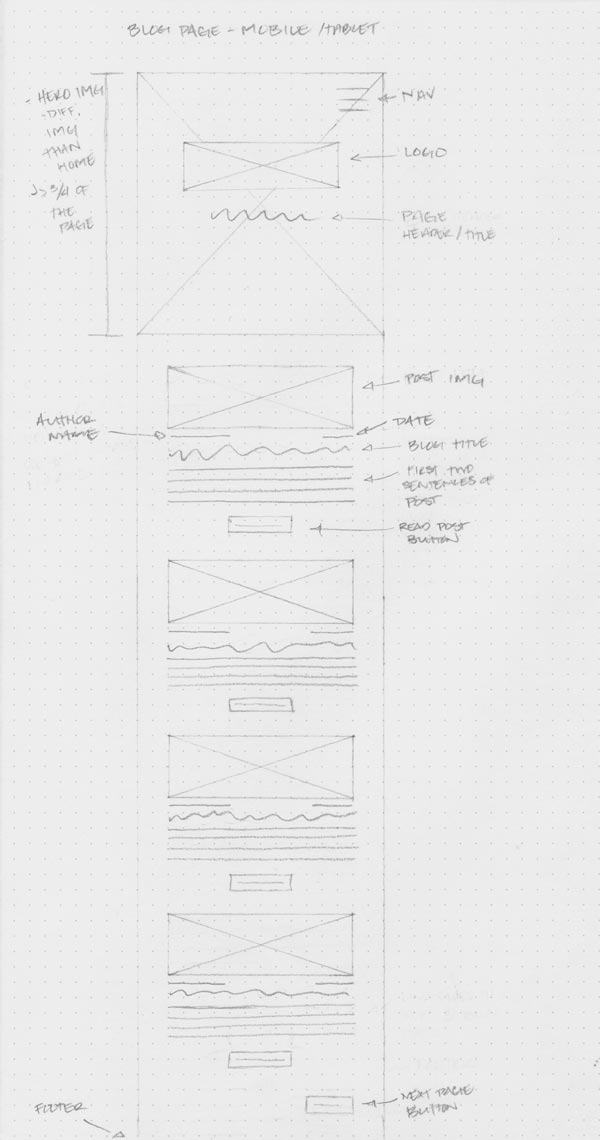 BLOG PAGE - MOBILE / TABLET
- HERO IMG
- DIFF.
IMG
THAN
HOME
3/4 OF
THE
PAGE
NAV
LOGO
PAGE
HEADER / TITLE
POST IMG
AUTHOR
NAME
DATE
BLOG TITLE
FIRST TWO
SENTENCES OF
POST
READ POST
BUTTON
NEXT PAGE
BUTTON
FOOTER